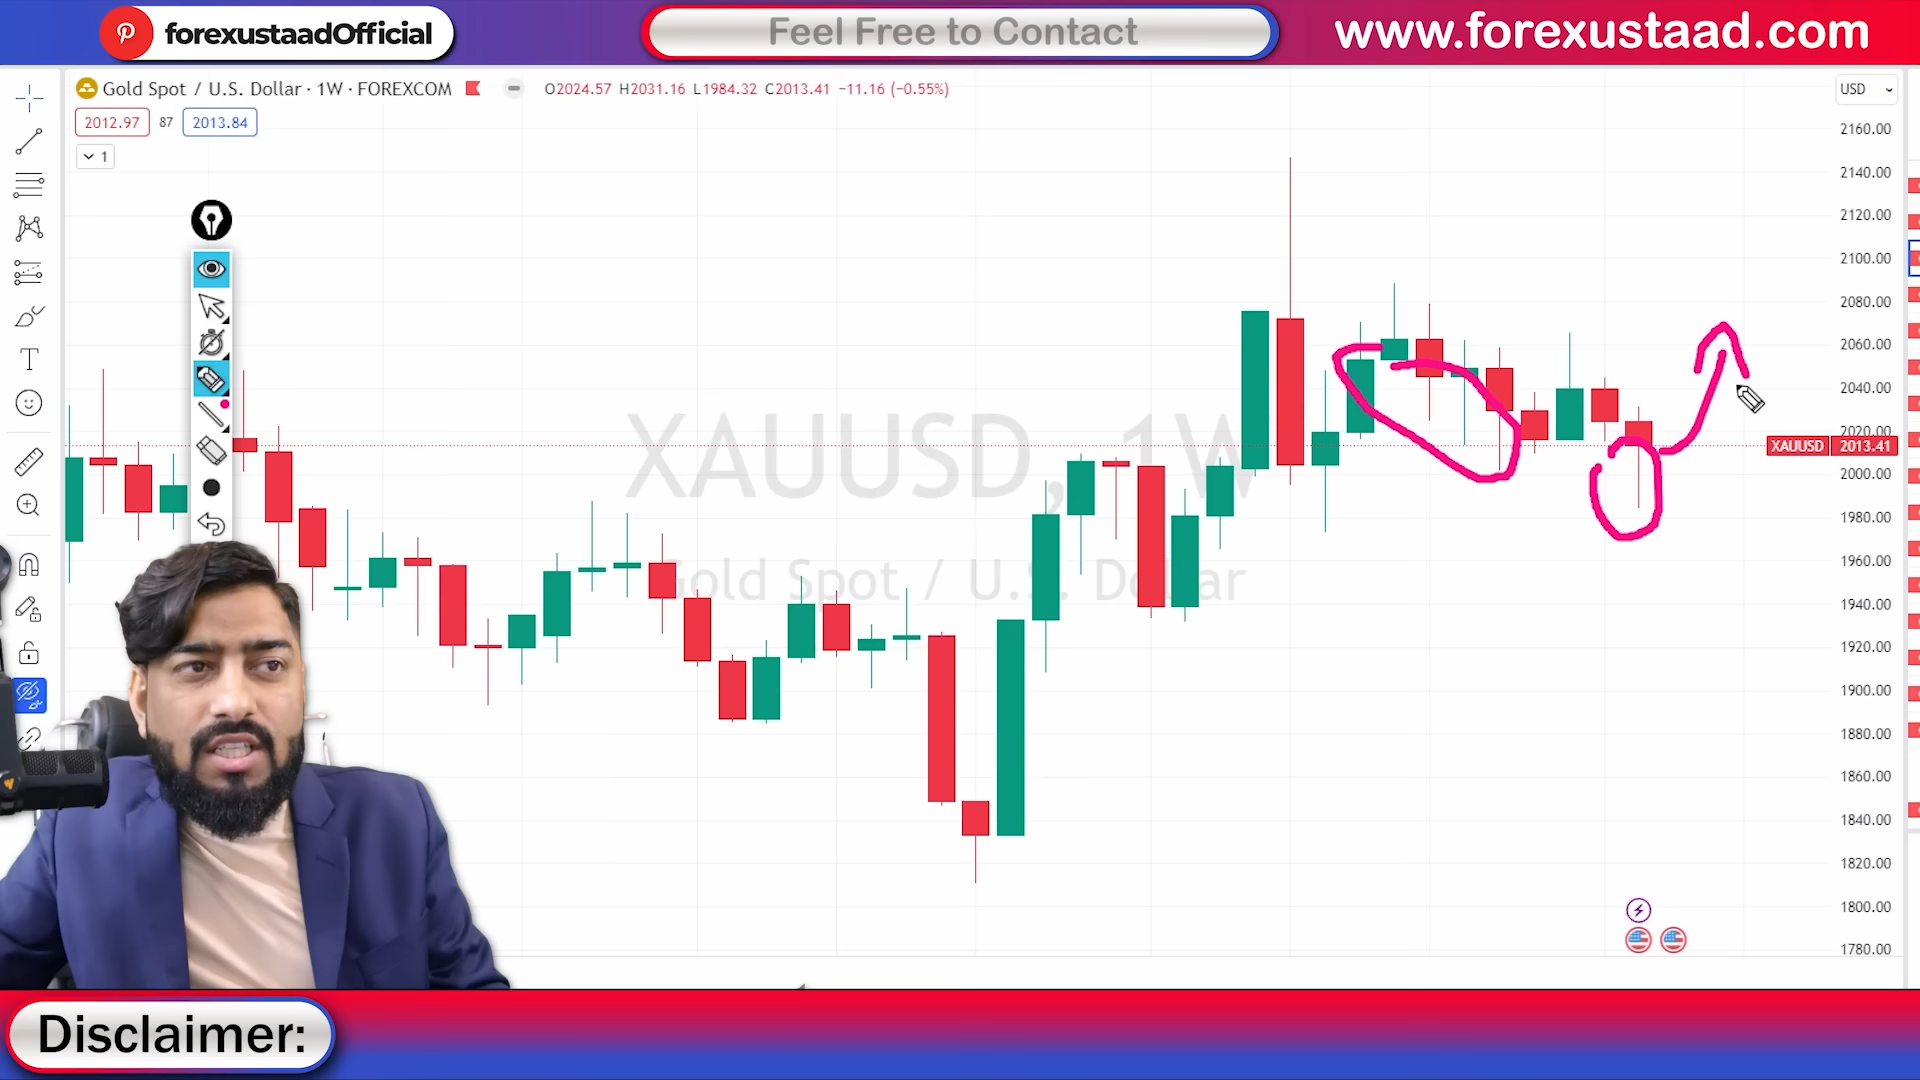 forexustaadOfficial
Feel Free to Contact
www.forexustaad.com
Gold Spot / U.S. Dollar · 1W · FOREXCOM
O2024.57 H2031.16 L1984.32 C2013.41 −11.16 (−0.55%)
USD
2012.97 87 2013.84
1
2160.00
2140.00
2120.00
2100.00
2080.00
2060.00
2040.00
2020.00
XAUUSD 2013.41
2000.00
1980.00
1960.00
1940.00
1920.00
1900.00
1880.00
1860.00
1840.00
1820.00
1800.00
1780.00
XAUUSD, 1W
Gold Spot / U.S. Dollar
Disclaimer: